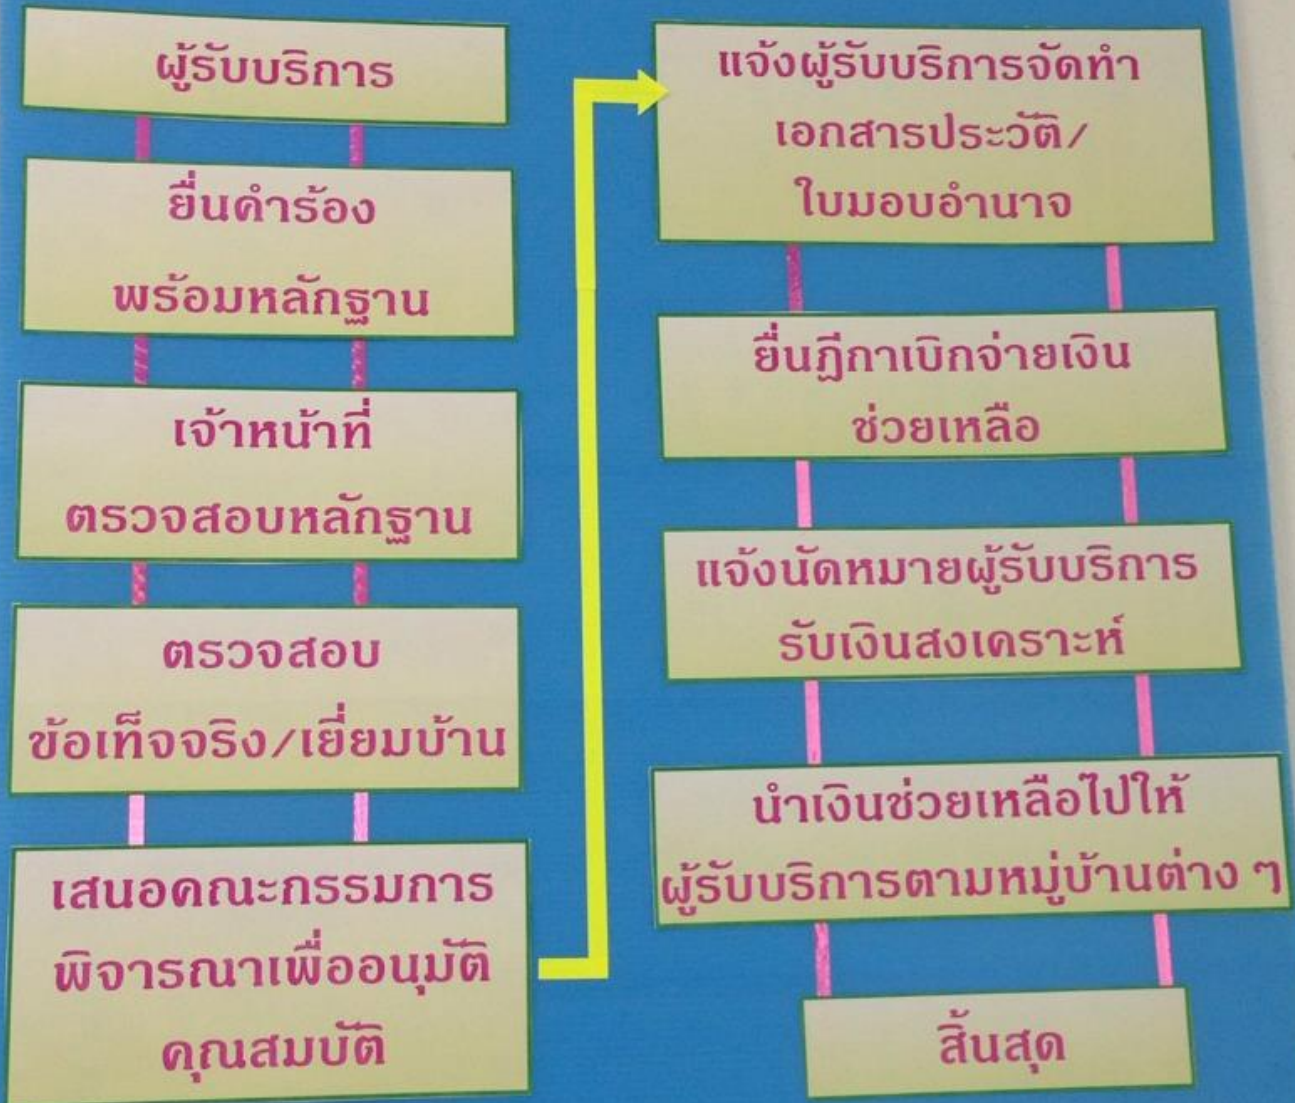 ผู้รับบริการ
ยื่นคำร้อง
พร้อมหลักฐาน
เจ้าหน้าที่
ตรวจสอบหลักฐาน
ตรวจสอบ
ข้อเท็จจริง/เยี่ยมบ้าน
เสนอคณะกรรมการ
พิจารณาเพื่ออนุมัติ
คุณสมบัติ
แจ้งผู้รับบริการจัดทำ
เอกสารประวัติ/
ใบมอบอำนาจ
ยื่นฎีกาเบิกจ่ายเงิน
ช่วยเหลือ
แจ้งนัดหมายผู้รับบริการ
รับเงินสงเคราะห์
นำเงินช่วยเหลือไปให้
ผู้รับบริการตามหมู่บ้านต่าง ๆ
สิ้นสุด